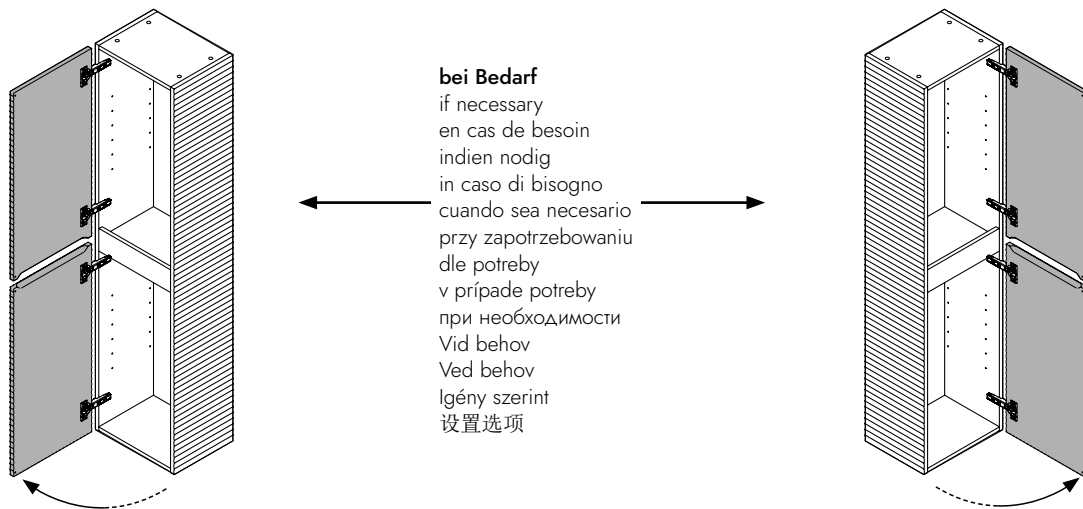 bei Bedarf
if necessary
en cas de besoin
indien nodig
in caso di bisogno
cuando sea necesario
przy zapotrzebowaniu
dle potreby
v prípade potreby
при необходимости
Vid behov
Ved behov
Igény szerint
设置选项